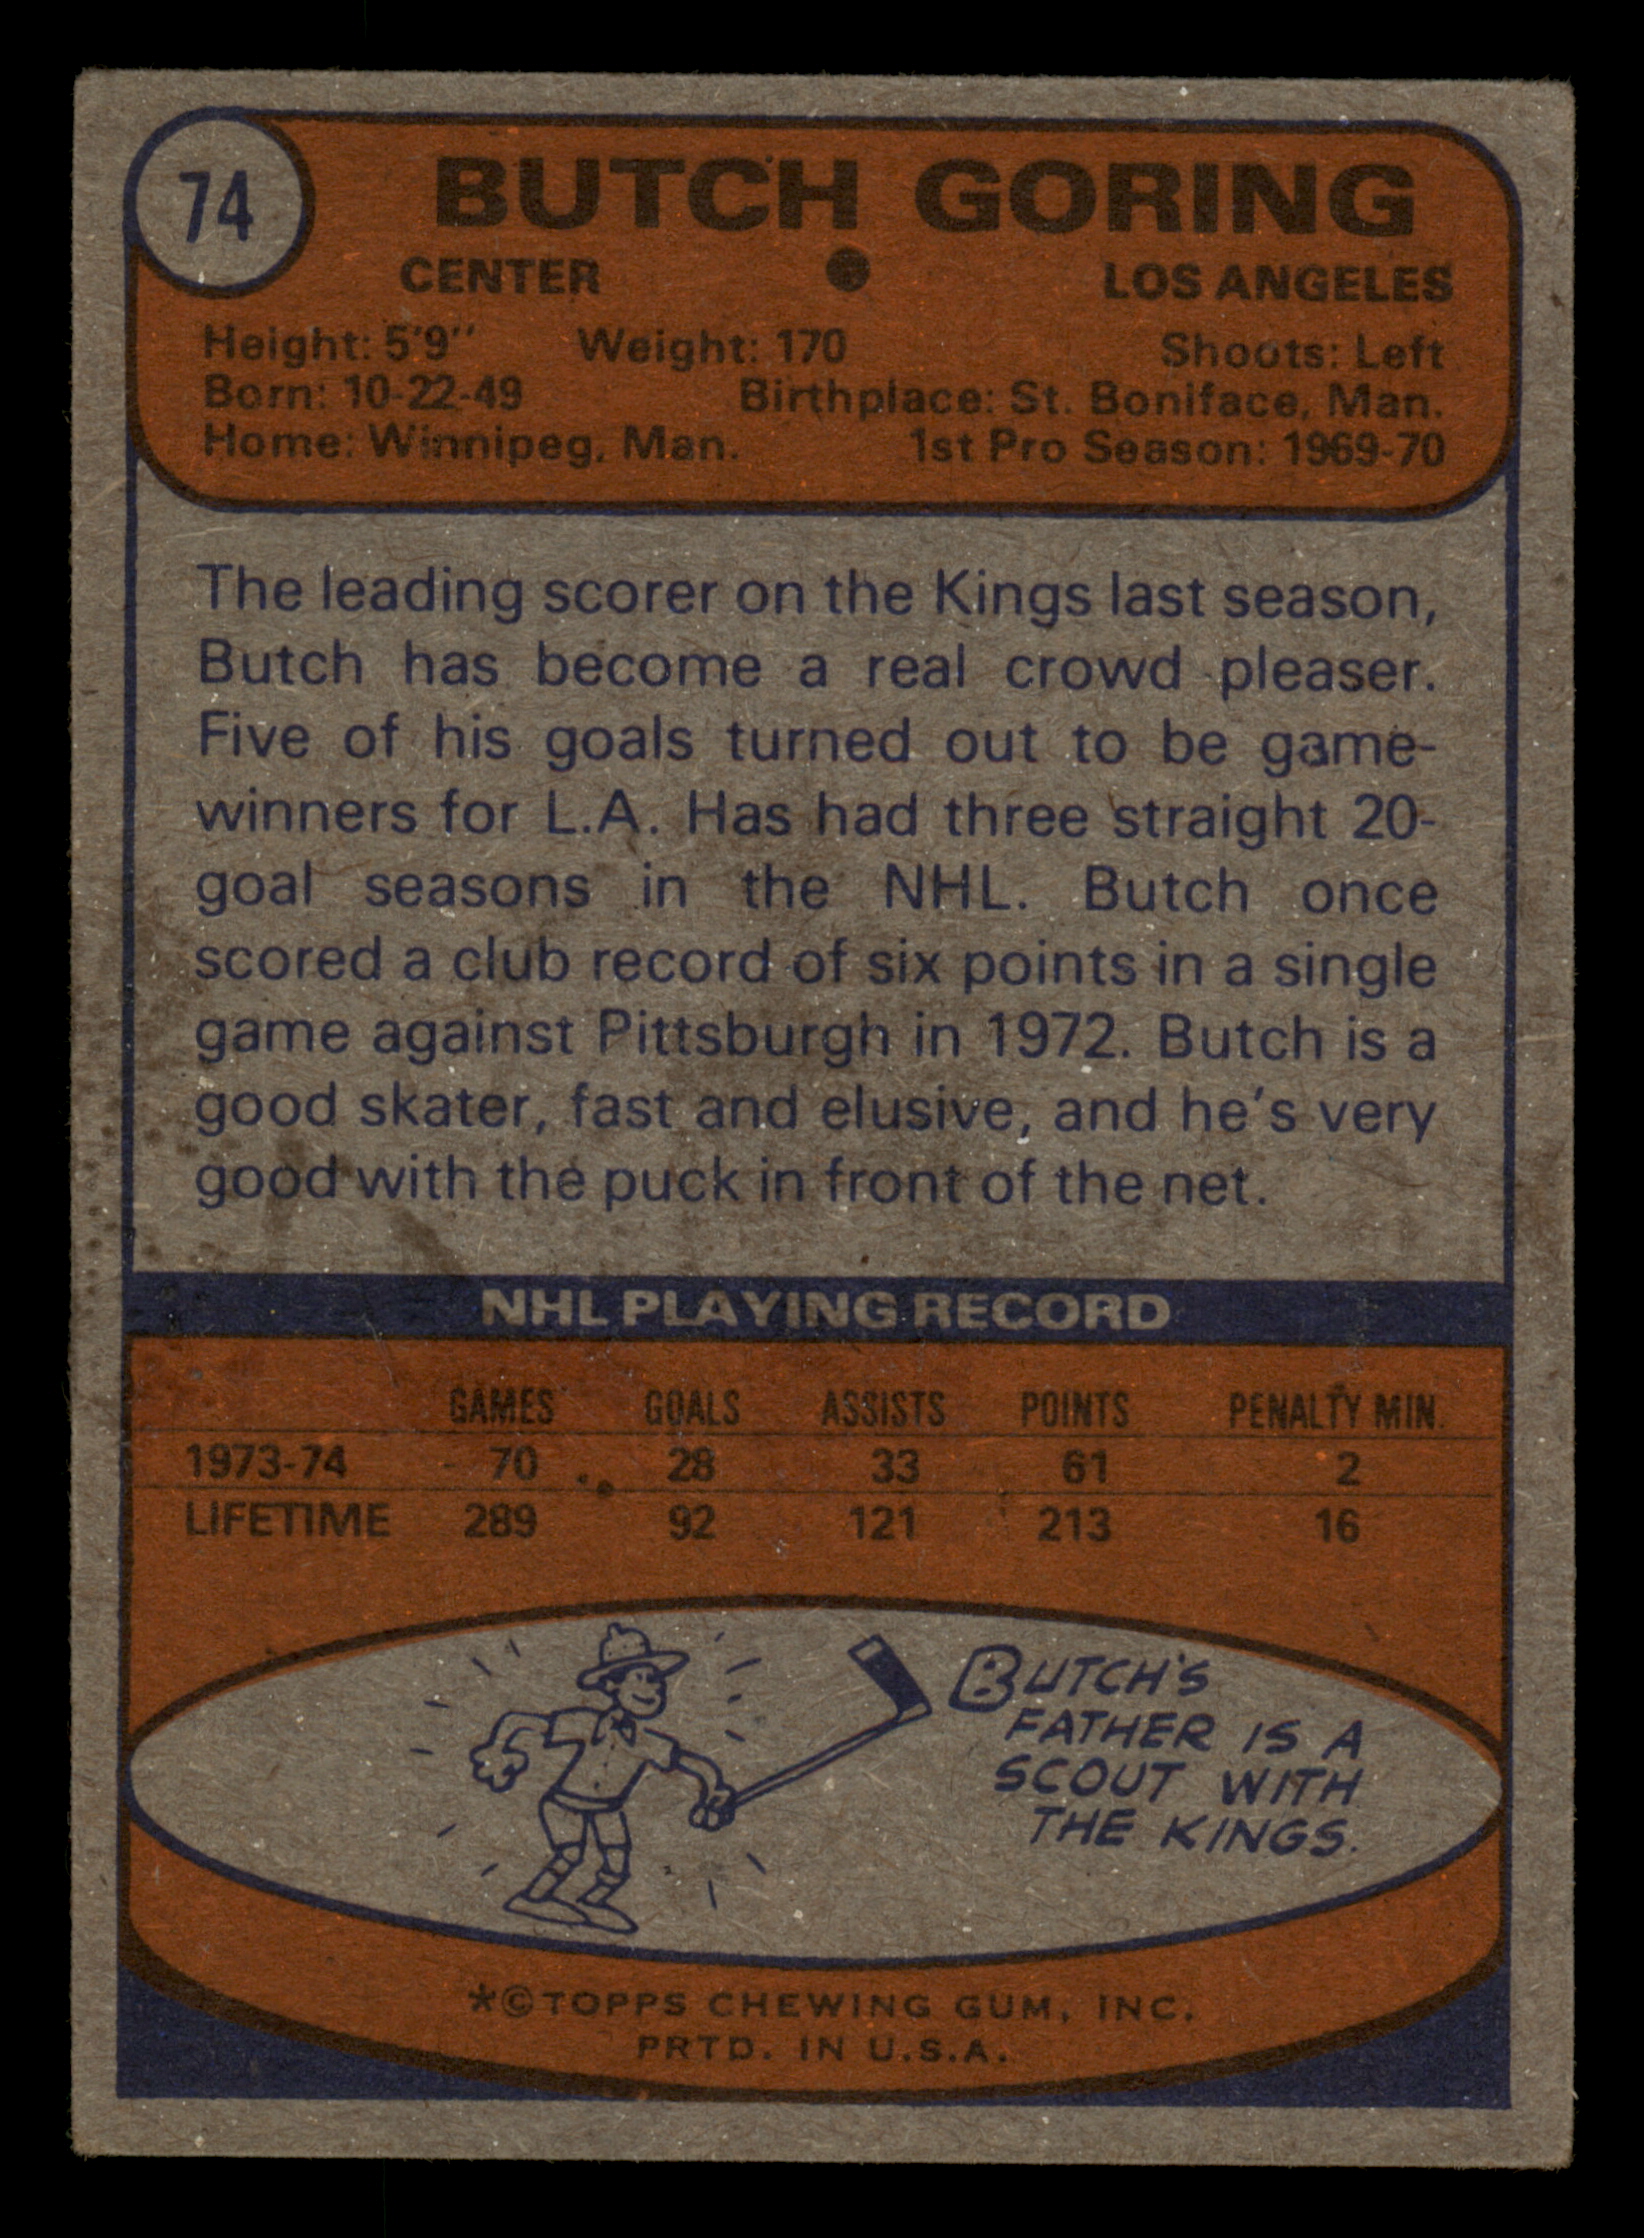 74
BUTCH GORING
CENTER ● LOS ANGELES
Height: 5'9'' Weight: 170 Shoots: Left
Born: 10-22-49 Birthplace: St. Boniface, Man.
Home: Winnipeg, Man. 1st Pro Season: 1969-70
The leading scorer on the Kings last season,
Butch has become a real crowd pleaser.
Five of his goals turned out to be game-
winners for L.A. Has had three straight 20-
goal seasons in the NHL. Butch once
scored a club record of six points in a single
game against Pittsburgh in 1972. Butch is a
good skater, fast and elusive, and he's very
good with the puck in front of the net.
NHL PLAYING RECORD
GAMES GOALS ASSISTS POINTS PENALTY MIN.
1973-74 70 28 33 61 2
LIFETIME 289 92 121 213 16
BUTCH'S
FATHER IS A
SCOUT WITH
THE KINGS.
*©TOPPS CHEWING GUM, INC.
PRTD. IN U.S.A.